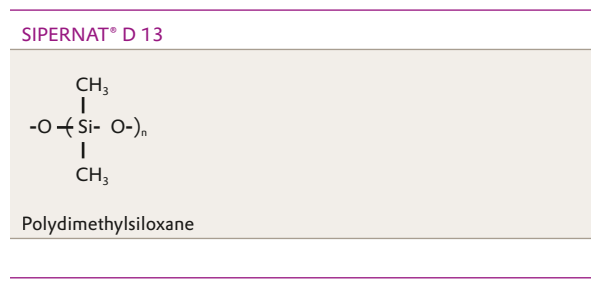 SIPERNAT® D 13
CH₃
-O-( Si- O-)ₙ
CH₃
Polydimethylsiloxane